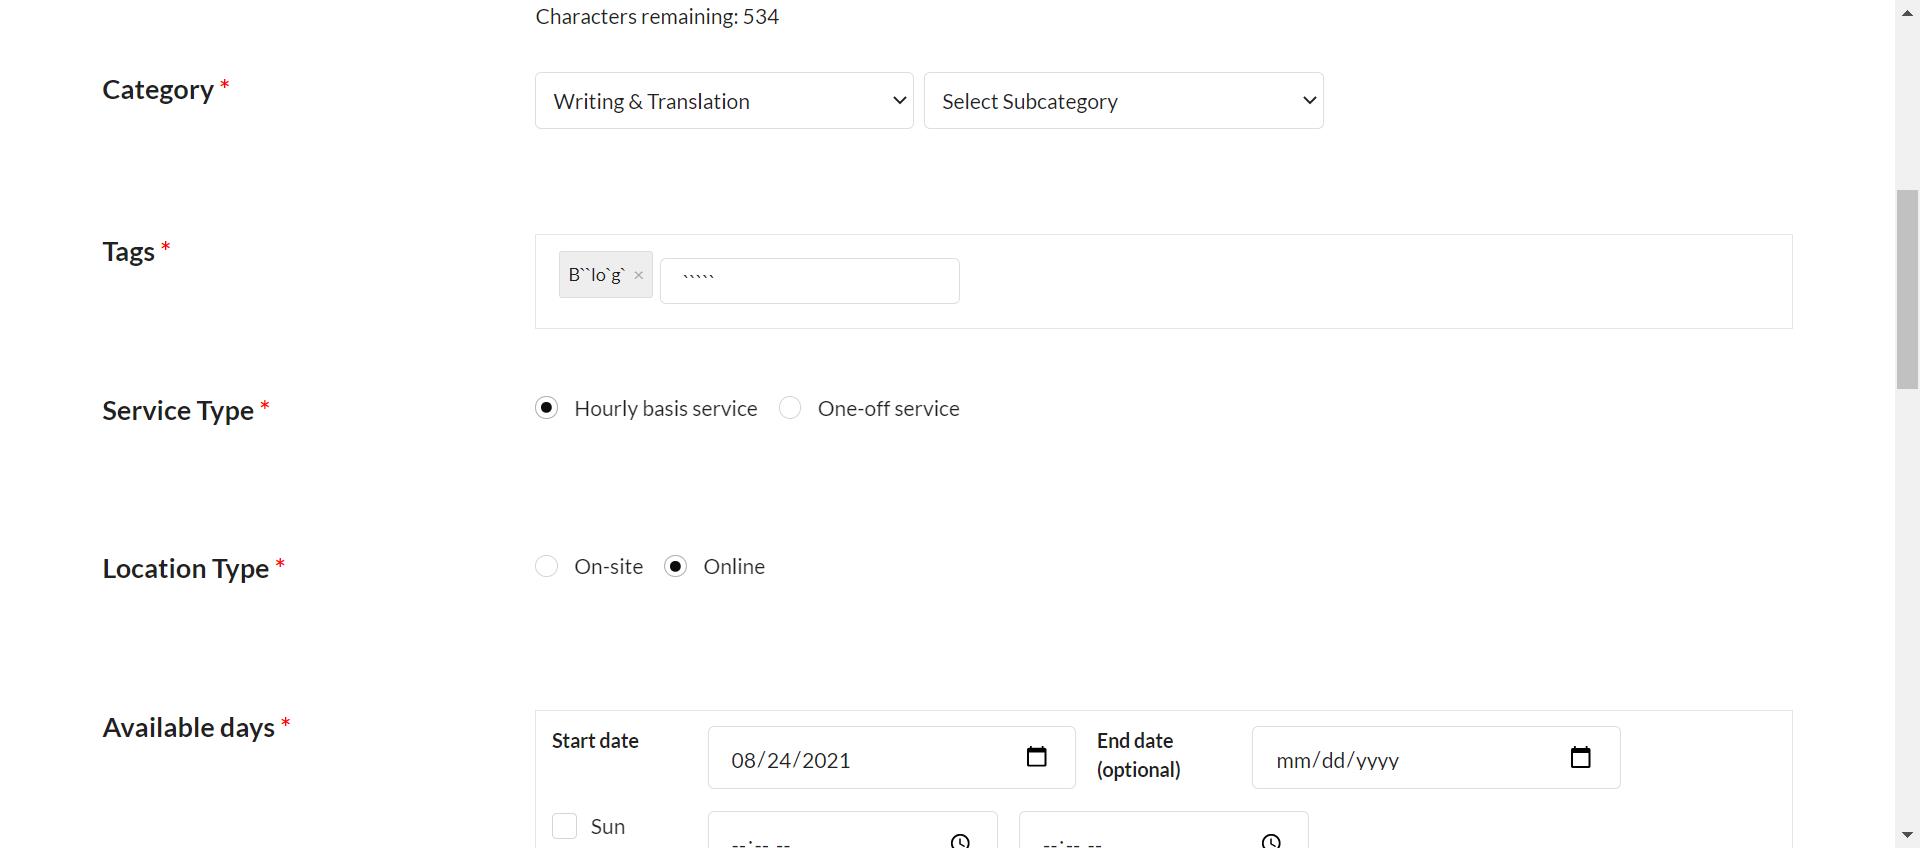 Characters remaining: 534
Category *
Writing & Translation
Select Subcategory
Tags *
B``lo`g` ×
`````
Service Type *
Hourly basis service
One-off service
Location Type *
On-site
Online
Available days *
Start date
08/24/2021
End date
(optional)
mm/dd/yyyy
Sun
--:-- --
--:-- --